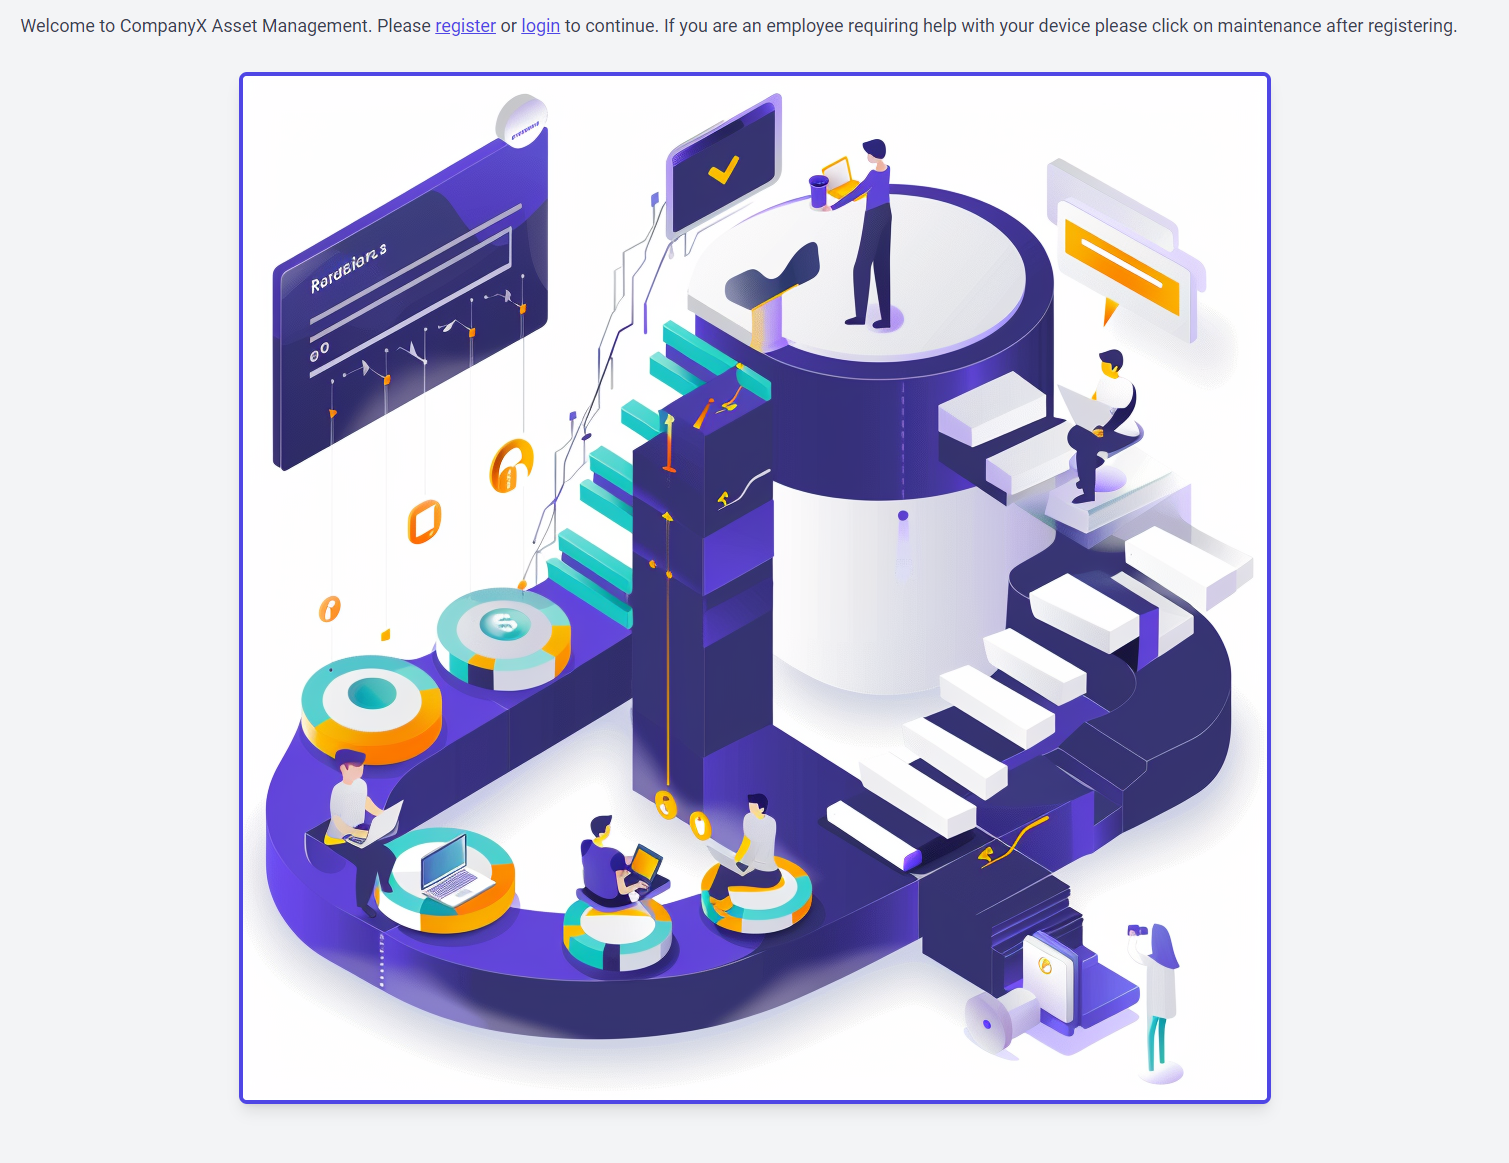 Welcome to CompanyX Asset Management. Please register or login to continue. If you are an employee requiring help with your device please click on maintenance after registering.